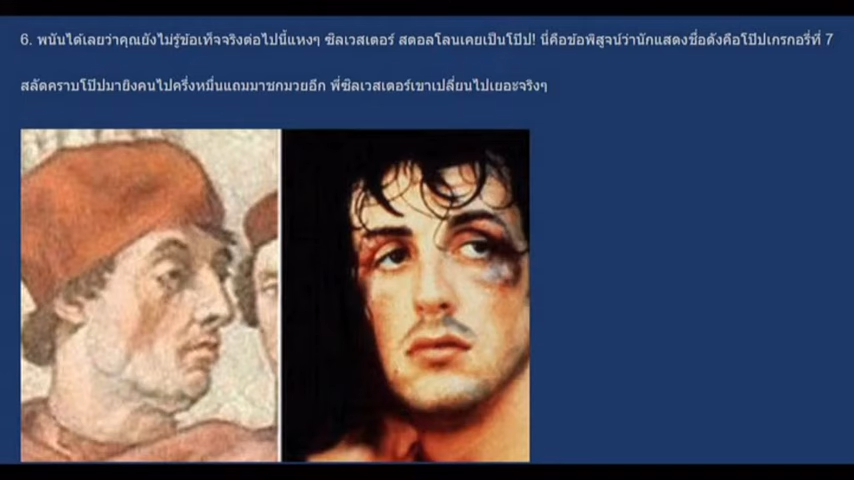 6. พนันได้เลยว่าคุณยังไม่รู้ข้อเท็จจริงต่อไปนี้แหงๆ ซิลเวสเตอร์ สตอลโลนเคยเป็นโป๊ป! นี่คือข้อพิสูจน์ว่านักแสดงชื่อดังคือโป๊ปเกรกอรี่ที่ 7
สลัดคราบโป๊ปมายิงคนไปครึ่งหมื่นแถมมาชกมวยอีก พี่ซิลเวสเตอร์เขาเปลี่ยนไปเยอะจริงๆ